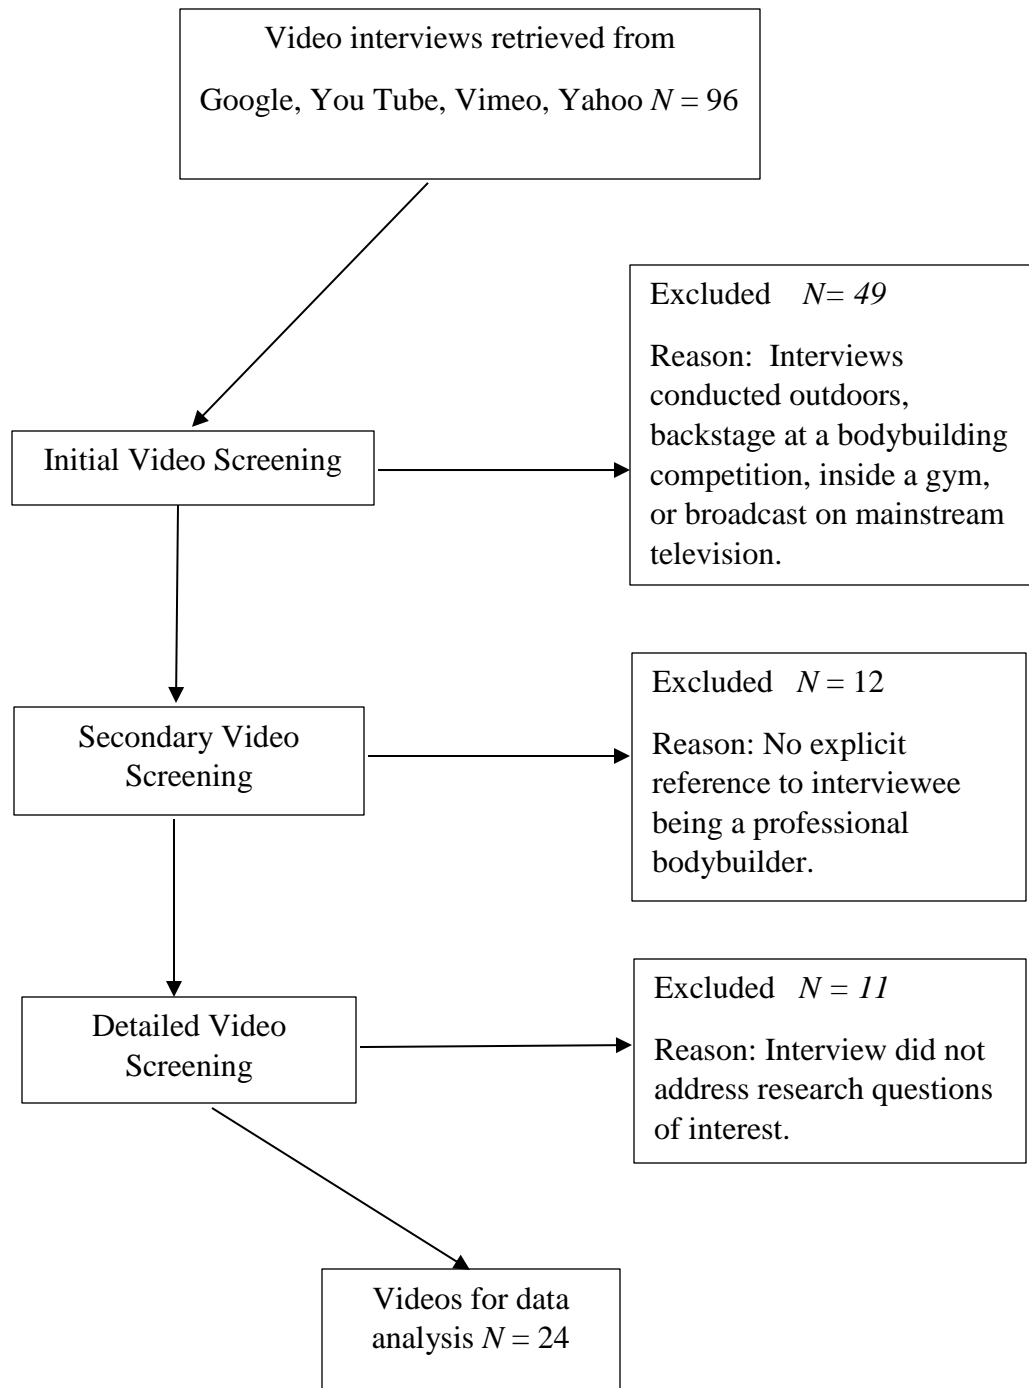 Video interviews retrieved from
Google, You Tube, Vimeo, Yahoo N = 96
Excluded N= 49
Reason: Interviews
conducted outdoors,
backstage at a bodybuilding
competition, inside a gym,
or broadcast on mainstream
television.
Initial Video Screening
Excluded N = 12
Reason: No explicit
reference to interviewee
being a professional
bodybuilder.
Secondary Video
Screening
Excluded N = 11
Reason: Interview did not
address research questions
of interest.
Detailed Video
Screening
Videos for data
analysis N = 24